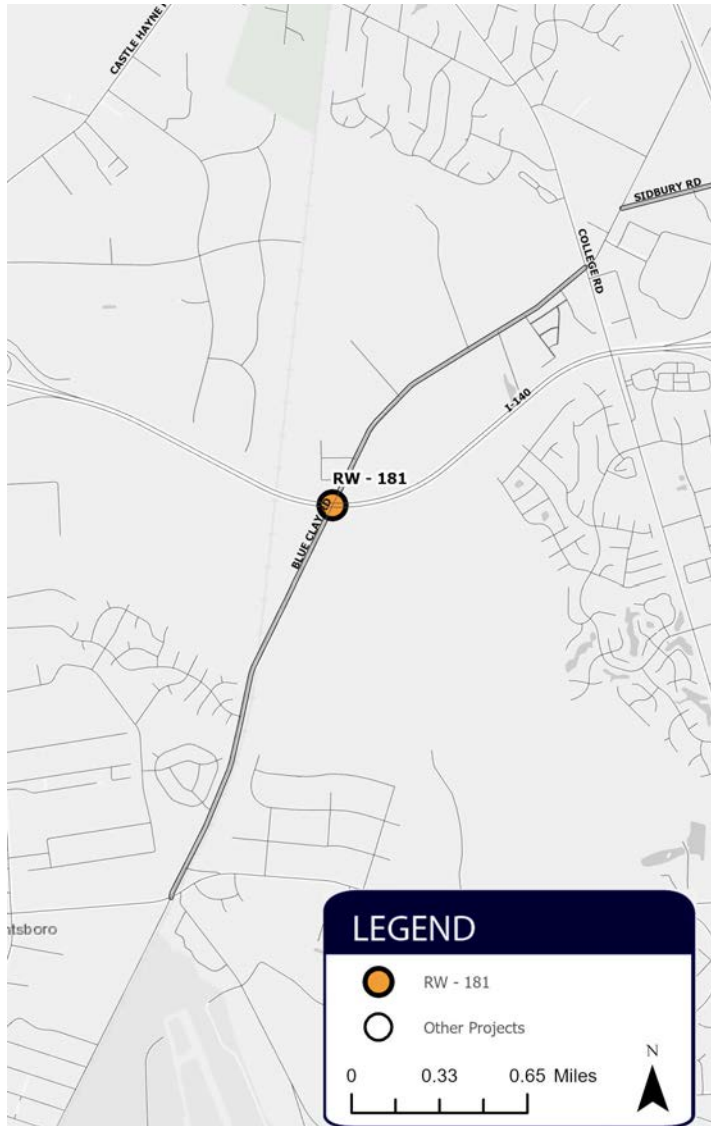 CASTLE HAYNE
SIDBURY RD
COLLEGE RD
I-140
RW - 181
BLUE CLAY RD
ntsboro
LEGEND
RW - 181
Other Projects
N
0 0.33 0.65 Miles